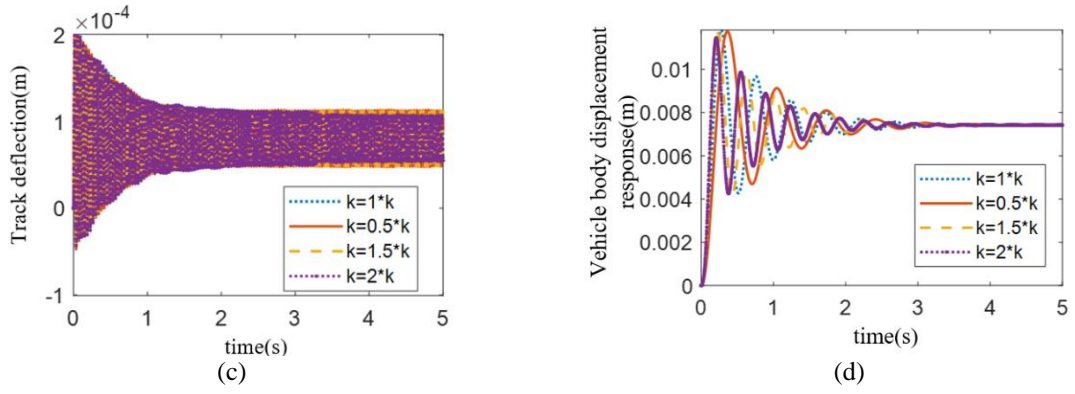 ×10⁻⁴
2
1
0
-1
Track deflection(m)
k=1*k
k=0.5*k
k=1.5*k
k=2*k
0 1 2 3 4 5
time(s)
(c)
0.01
0.008
0.006
0.004
0.002
0
Vehicle body displacement
response(m)
k=1*k
k=0.5*k
k=1.5*k
k=2*k
0 1 2 3 4 5
time(s)
(d)